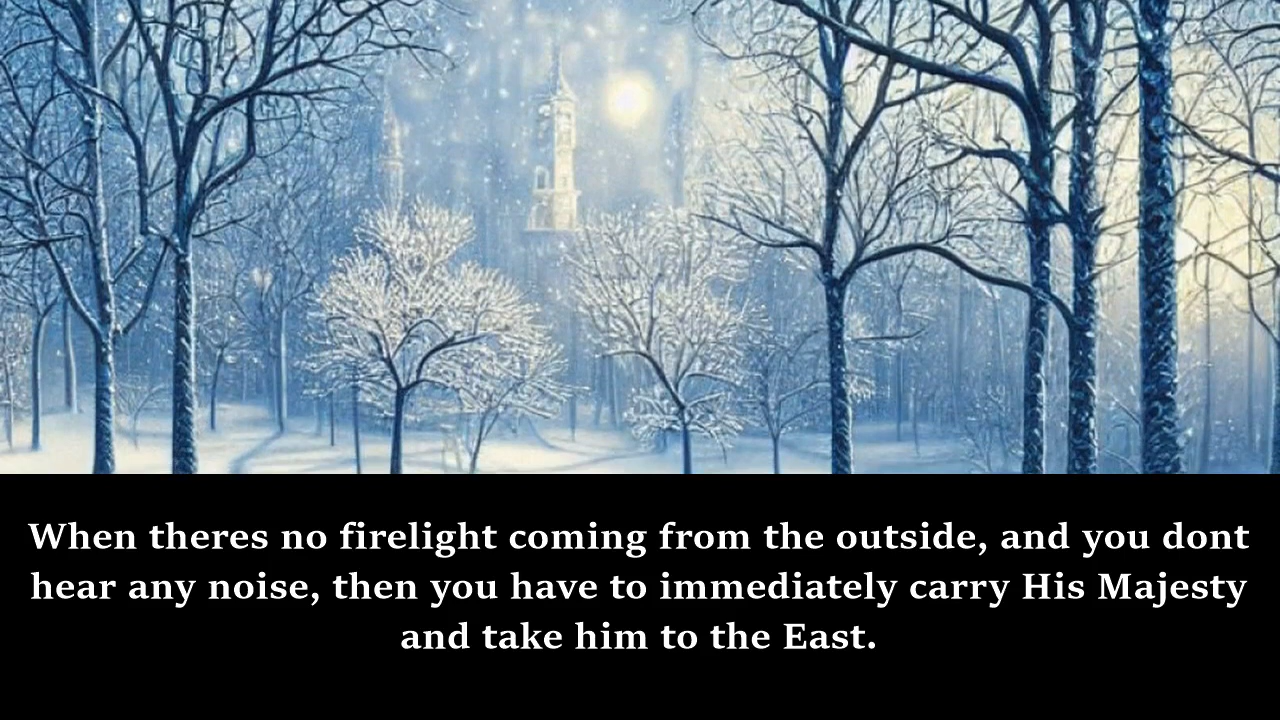 When theres no firelight coming from the outside, and you dont
hear any noise, then you have to immediately carry His Majesty
and take him to the East.